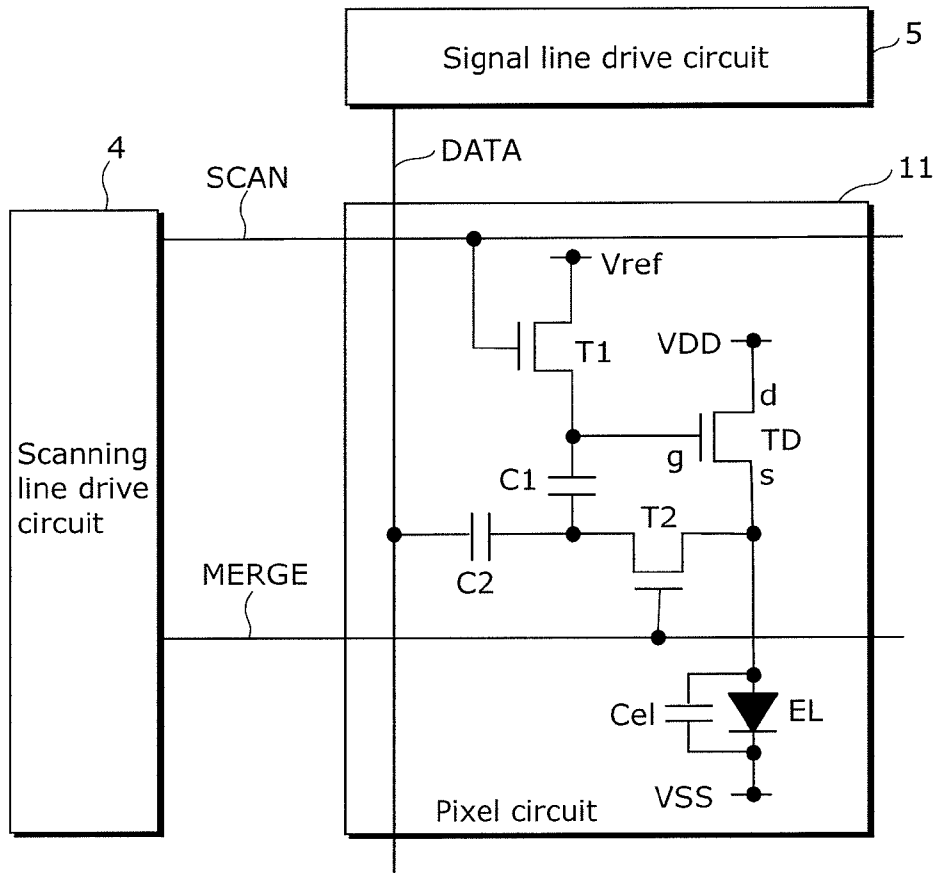 Signal line drive circuit
5
DATA
4
SCAN
11
Vref
T1
VDD
d
TD
g
s
Scanning
line drive
circuit
C1
T2
C2
MERGE
Cel
EL
VSS
Pixel circuit